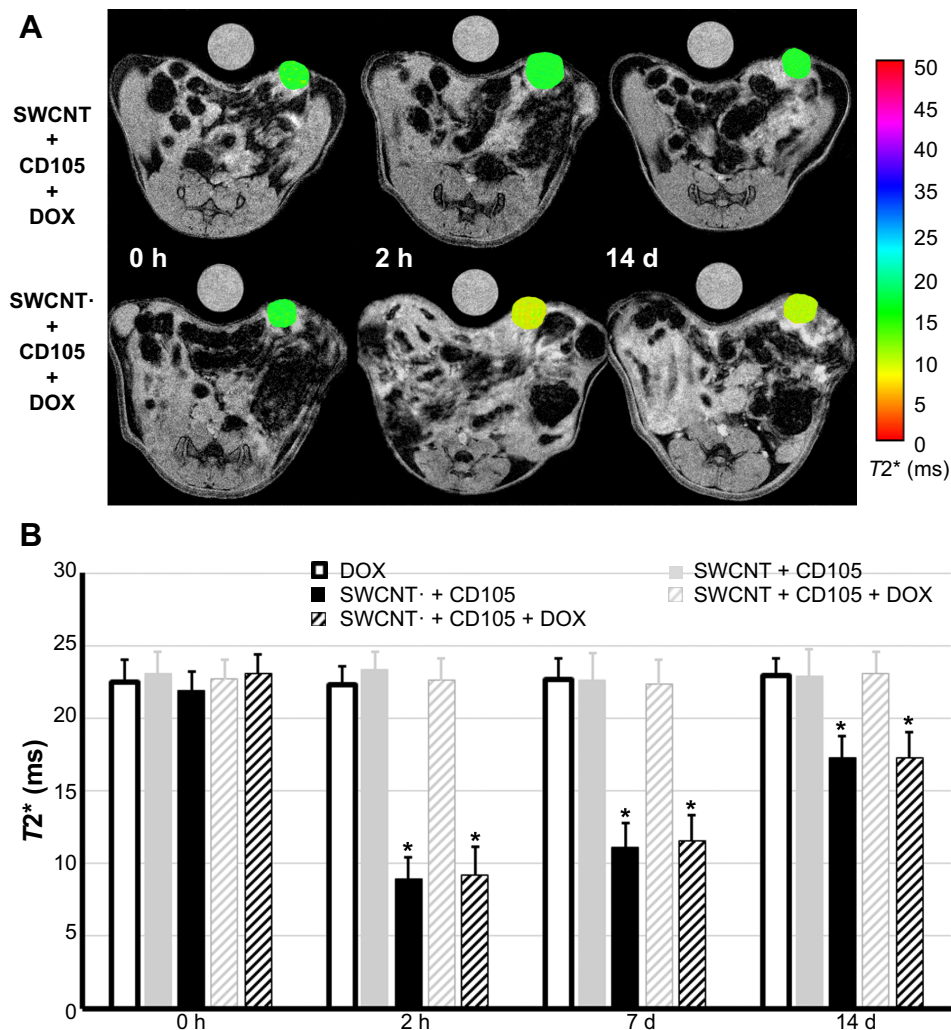 A
SWCNT
+
CD105
+
DOX
0 h
2 h
14 d
SWCNT·
+
CD105
+
DOX
50
45
40
35
30
25
20
15
10
5
0
T2* (ms)
B
DOX
SWCNT + CD105
SWCNT· + CD105
SWCNT + CD105 + DOX
SWCNT· + CD105 + DOX
T2* (ms)
30
25
20
15
10
5
0
* * * * * *
0 h
2 h
7 d
14 d